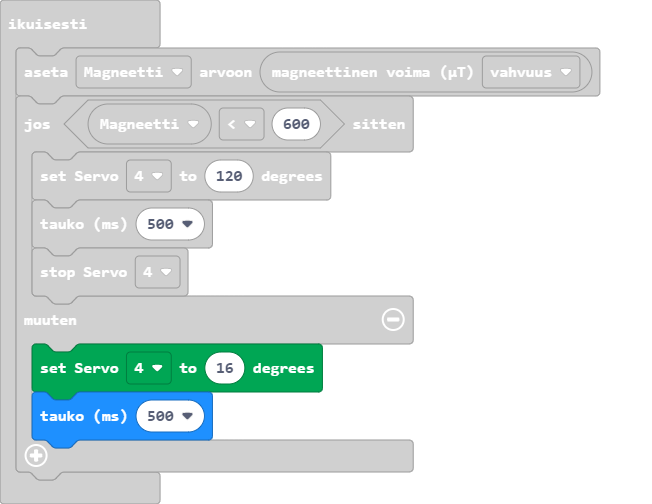 ikuisesti
aseta Magneetti arvoon magneettinen voima (µT) vahvuus
jos Magneetti < 600 sitten
set Servo 4 to 120 degrees
tauko (ms) 500
stop Servo 4
muuten
set Servo 4 to 16 degrees
tauko (ms) 500